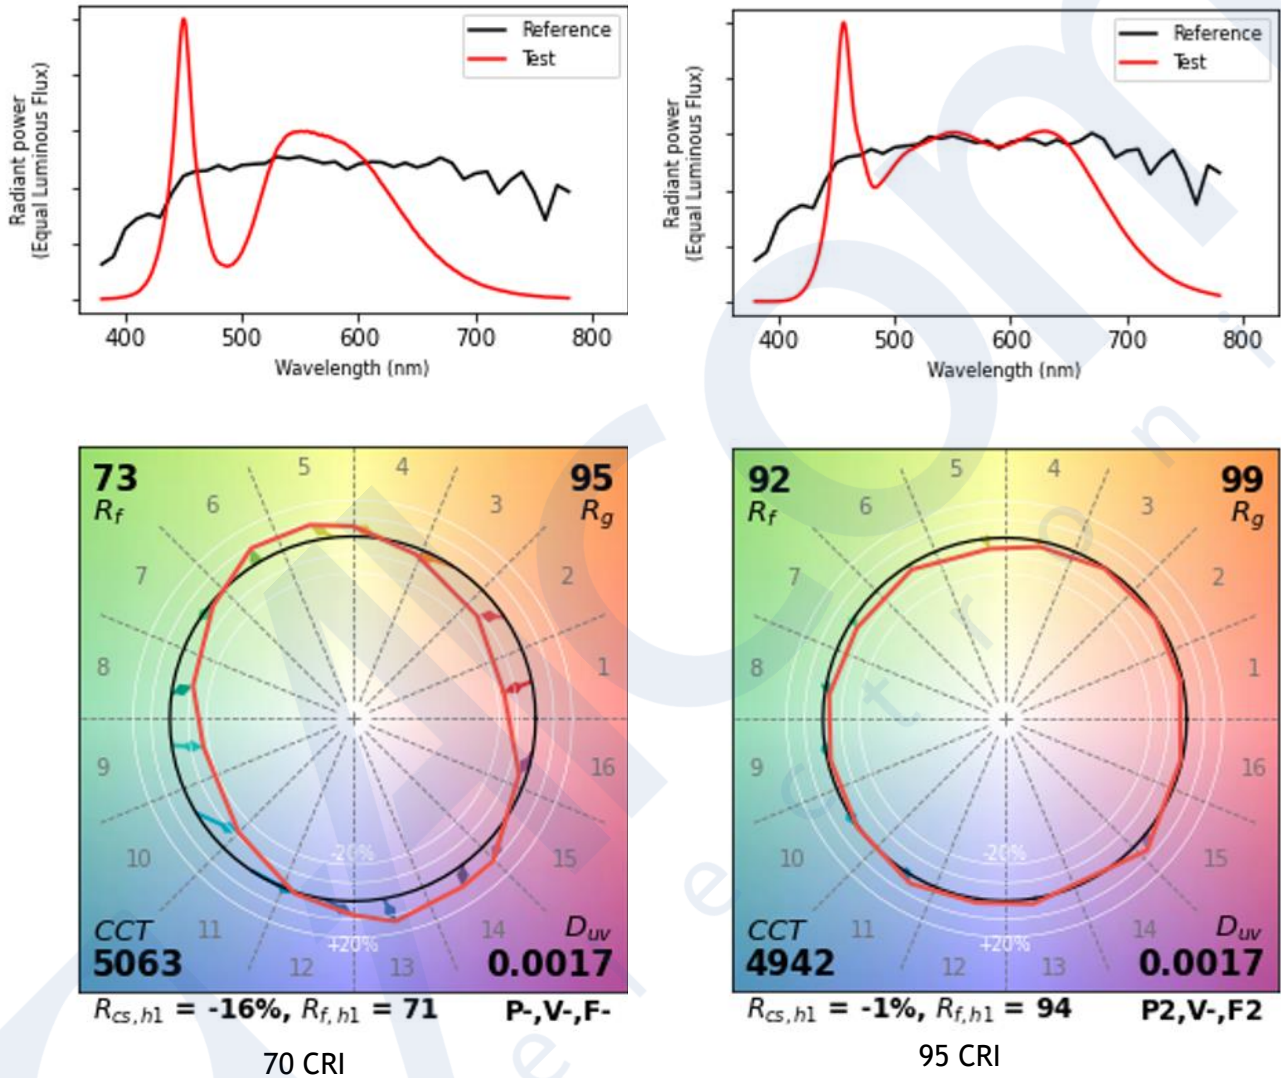 Reference
Test
Radiant power
(Equal Luminous Flux)
400 500 600 700 800
Wavelength (nm)
Reference
Test
Radiant power
(Equal Luminous Flux)
400 500 600 700 800
Wavelength (nm)
73
Rf
95
Rg
5 4
6 3
7 2
8 1
9 16
10 15
11 14
12 13
-20%
+20%
CCT
5063
Duv
0.0017
Rcs,h1 = -16%, Rf,h1 = 71
P-,V-,F-
70 CRI
92
Rf
99
Rg
5 4
6 3
7 2
8 1
9 16
10 15
11 14
12 13
-20%
+20%
CCT
4942
Duv
0.0017
Rcs,h1 = -1%, Rf,h1 = 94
P2,V-,F2
95 CRI